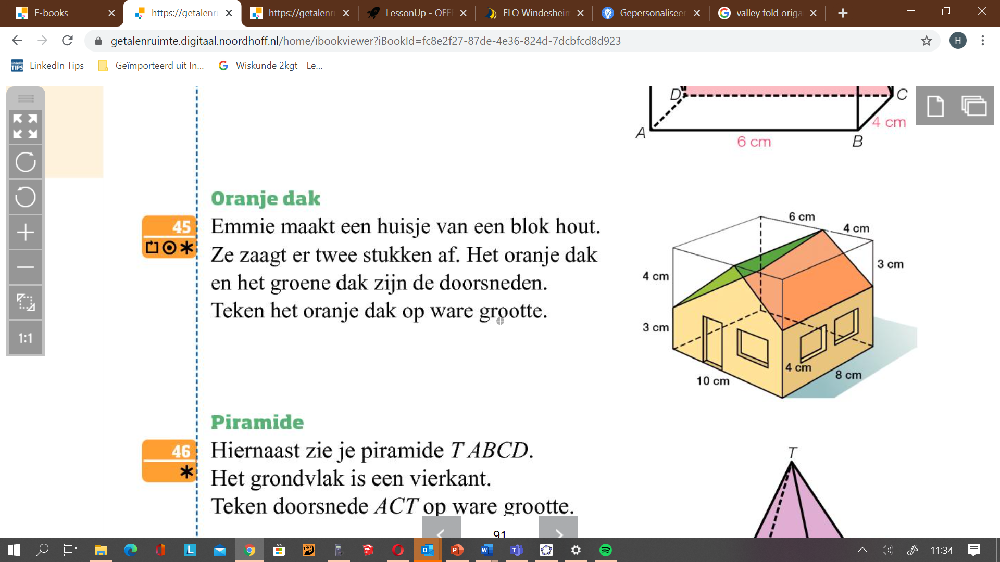 E-books
https://getalenr
https://getalenr
LessonUp - OEF
ELO Windesheim
Gepersonaliseer
valley fold origa
getalenruimte.digitaal.noordhoff.nl/home/ibookviewer?iBookId=fc8e2f27-87de-4e36-824d-7dcbfcd8d923
H
TIPS
LinkedIn Tips
Geïmporteerd uit In...
Wiskunde 2kgt - Le...
D
C
4 cm
A
6 cm
B
1:1
Oranje dak
45
Emmie maakt een huisje van een blok hout.
Ze zaagt er twee stukken af. Het oranje dak
en het groene dak zijn de doorsneden.
Teken het oranje dak op ware grootte.
6 cm
4 cm
3 cm
4 cm
3 cm
4 cm
8 cm
10 cm
Piramide
46
Hiernaast zie je piramide T ABCD.
Het grondvlak is een vierkant.
Teken doorsnede ACT op ware grootte.
T
91
11:34